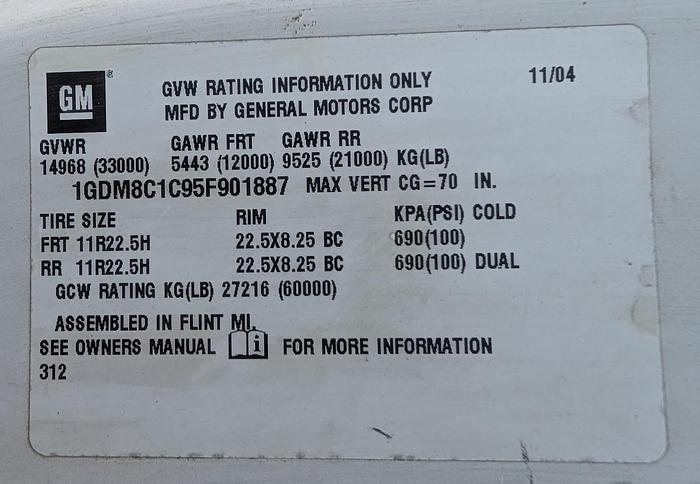 GM ®
GVW RATING INFORMATION ONLY 11/04
MFD BY GENERAL MOTORS CORP
GVWR GAWR FRT GAWR RR
14968 (33000) 5443 (12000) 9525 (21000) KG(LB)
1GDM8C1C95F901887 MAX VERT CG=70 IN.
TIRE SIZE RIM KPA(PSI) COLD
FRT 11R22.5H 22.5X8.25 BC 690(100)
RR 11R22.5H 22.5X8.25 BC 690(100) DUAL
GCW RATING KG(LB) 27216 (60000)
ASSEMBLED IN FLINT MI.
SEE OWNERS MANUAL i FOR MORE INFORMATION
312